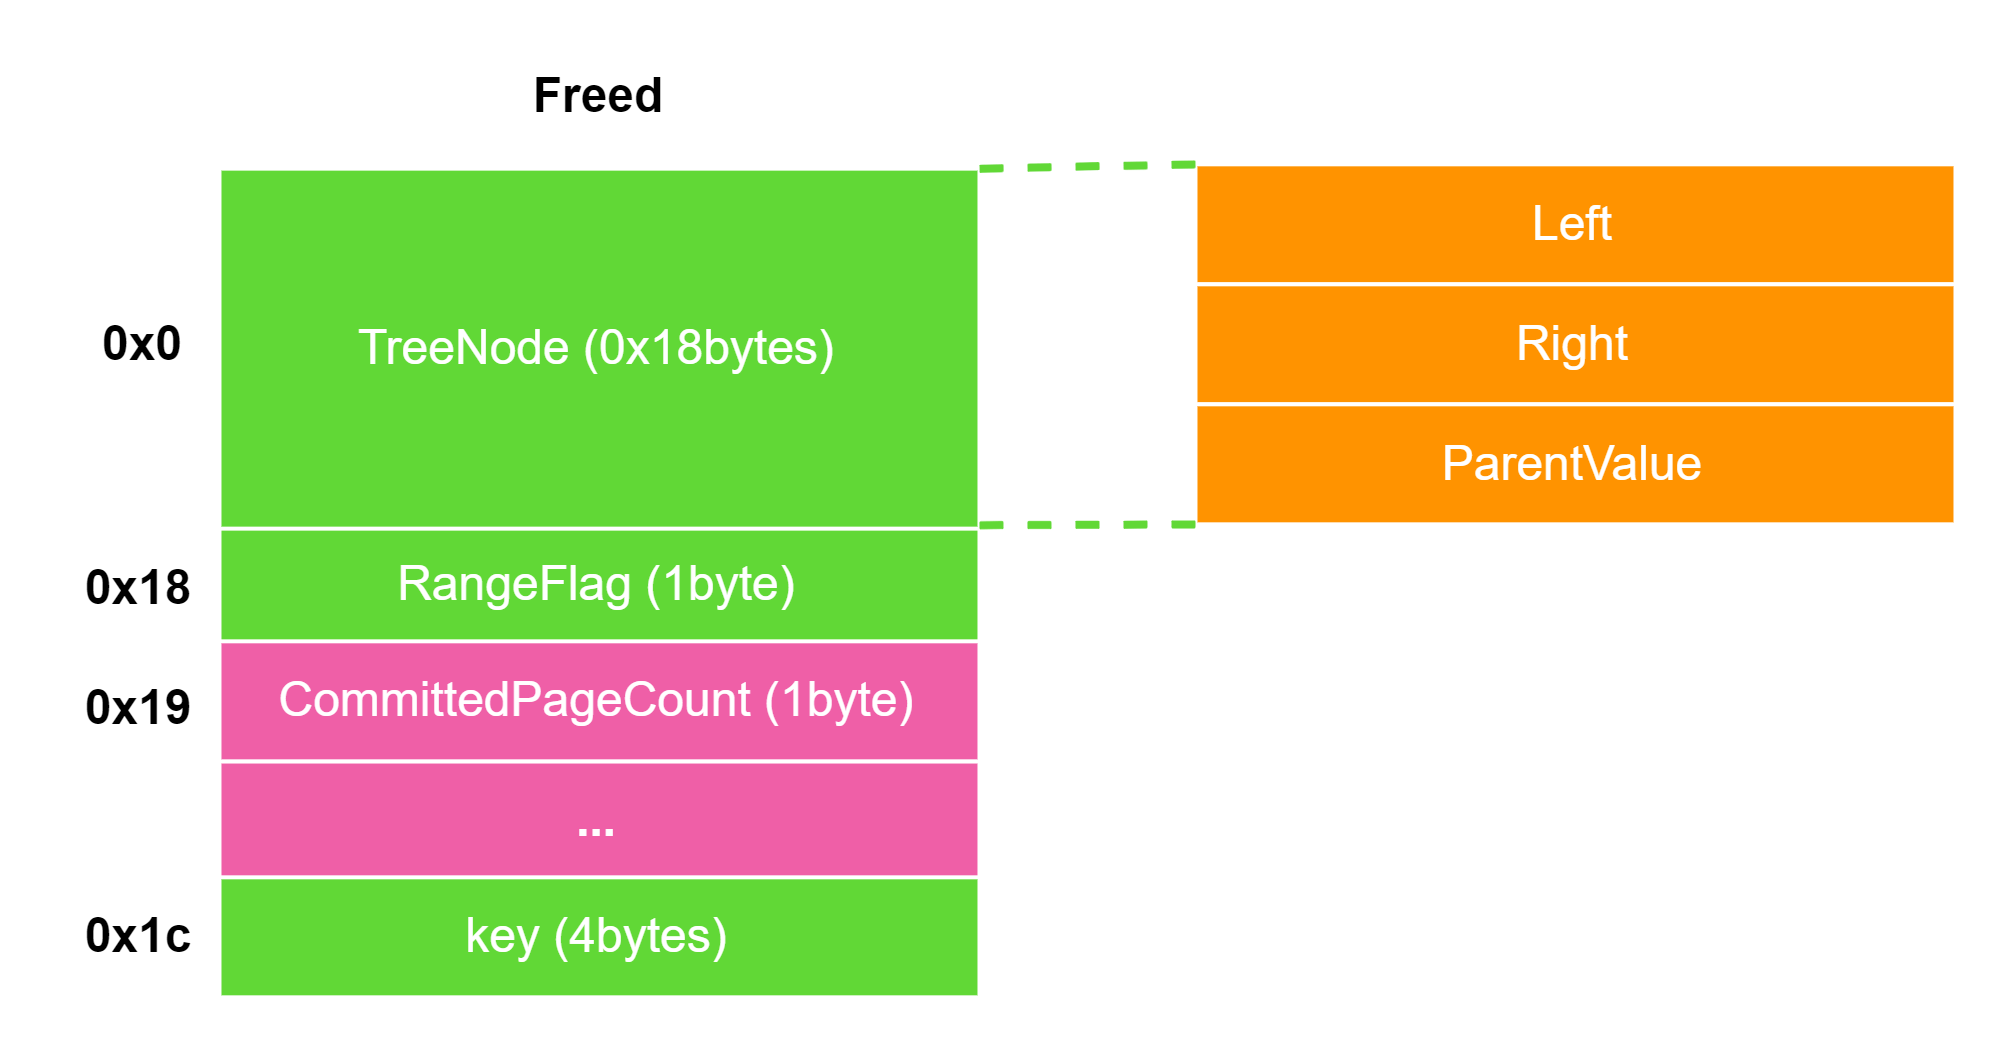 Freed
0x0
TreeNode (0x18bytes)
Left
Right
ParentValue
0x18
RangeFlag (1byte)
0x19
CommittedPageCount (1byte)
...
0x1c
key (4bytes)